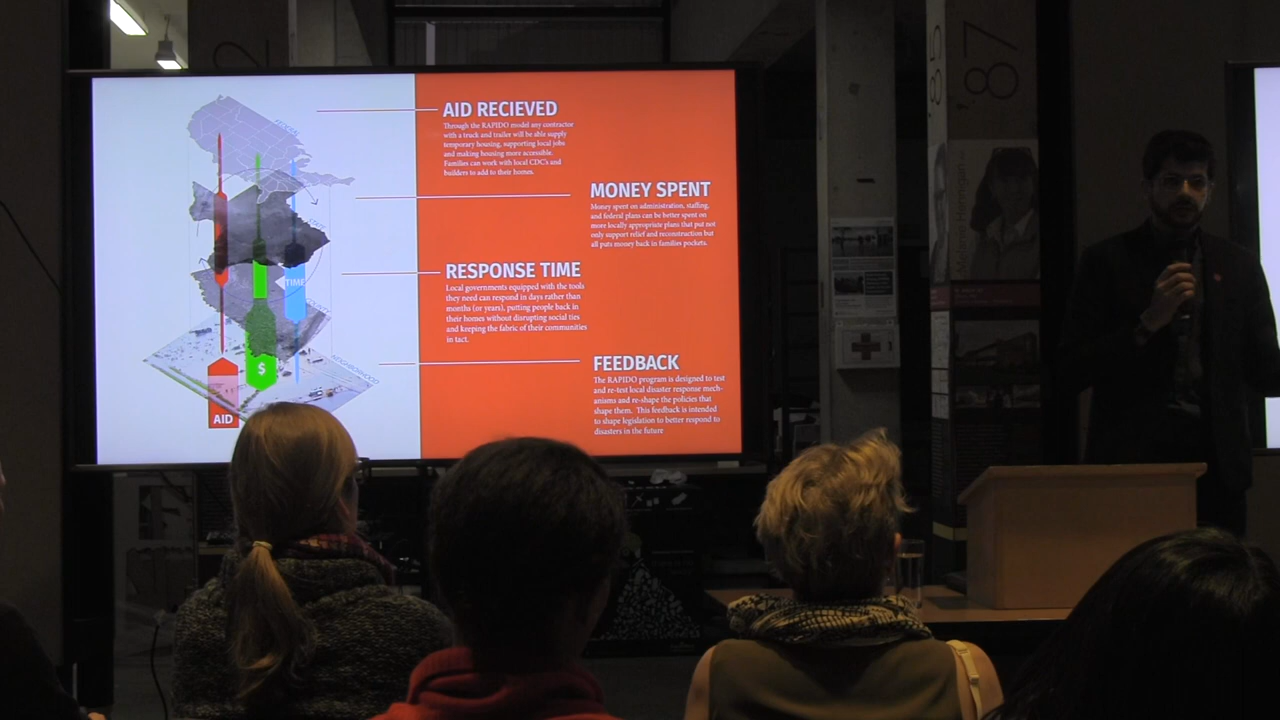 AID RECIEVED
Through the RAPIDO model any contractor
with a truck and trailer will be able supply
temporary housing, supporting local jobs
and making housing more accessible.
Families can work with local CDC's and
builders to add to their homes.
MONEY SPENT
Money spent on administration, staffing,
and federal plans can be better spent on
more locally appropriate plans that put not
only support relief and reconstruction but
all puts money back in families pockets.
RESPONSE TIME
Local governments equipped with the tools
they need can respond in days rather than
months (or years), putting people back in
their homes without disrupting social ties
and keeping the fabric of their communities
in tact.
FEEDBACK
The RAPIDO program is designed to test
and re-test local disaster response mech-
anisms and re-shape the policies that
shape them. This feedback is intended
to shape legislation to better respond to
disasters in the future
TIME
$
AID
NEIGHBORHOOD
'87